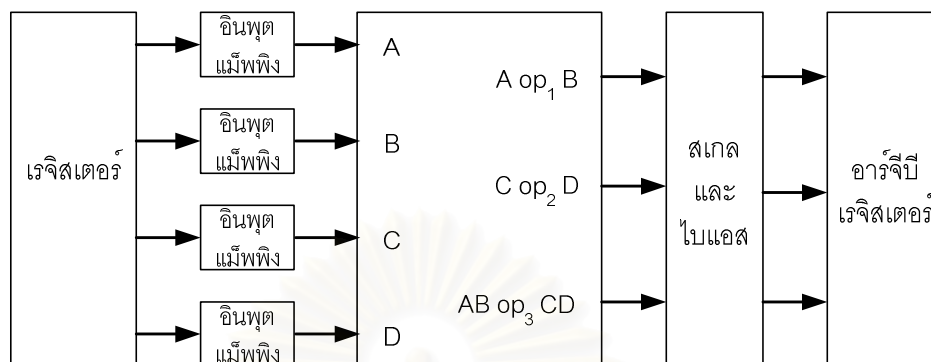 เรจิสเตอร์
อินพุต
แม็พพิง
อินพุต
แม็พพิง
อินพุต
แม็พพิง
อินพุต
แม็พพิง
A
B
C
D
A op1 B
C op2 D
AB op3 CD
สเกล
และ
ไบแอส
อาร์จีบี
เรจิสเตอร์